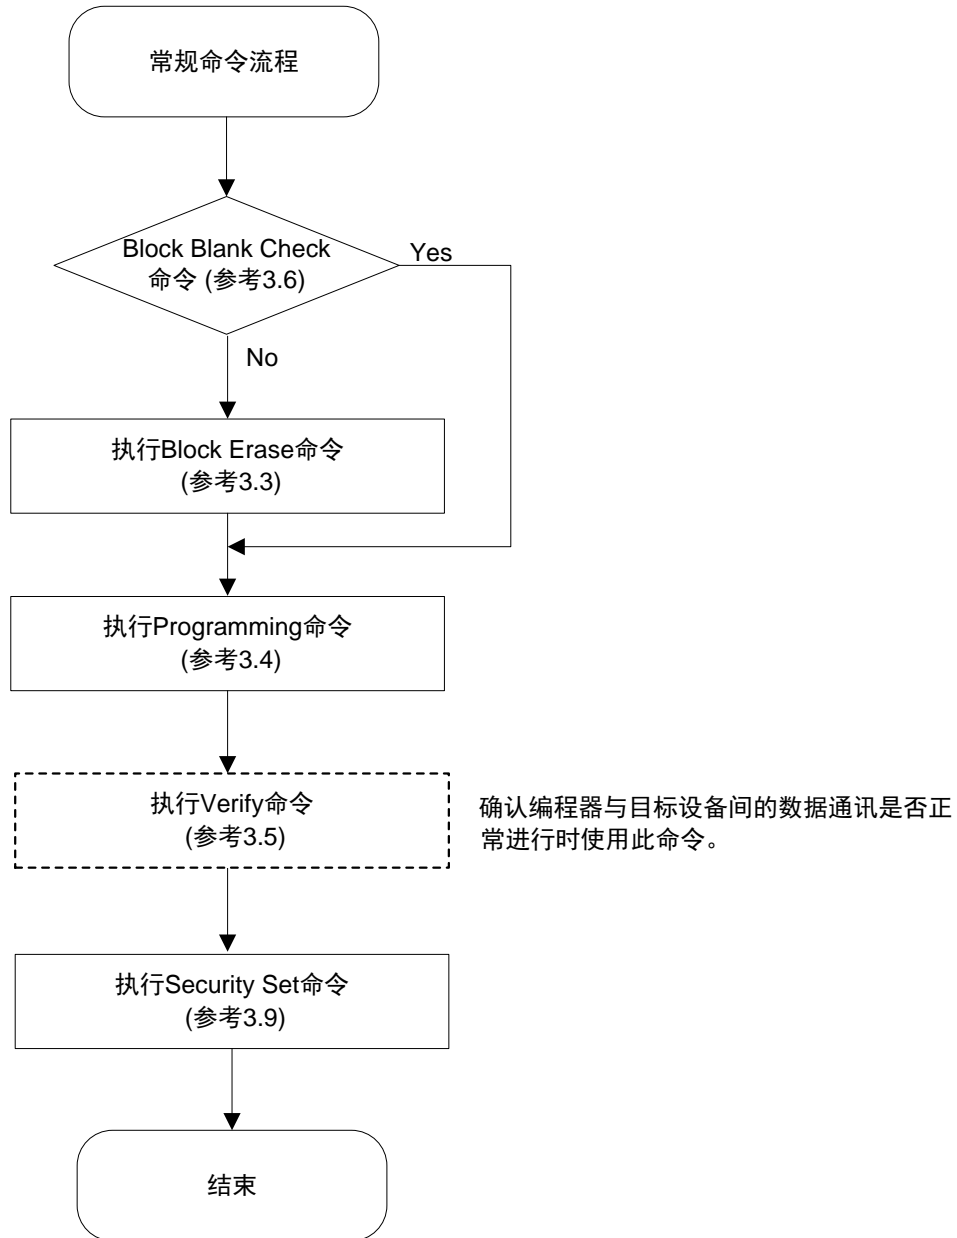 常规命令流程
Block Blank Check
命令 (参考3.6)
Yes
No
执行Block Erase命令
(参考3.3)
执行Programming命令
(参考3.4)
执行Verify命令
(参考3.5)
确认编程器与目标设备间的数据通讯是否正
常进行时使用此命令。
执行Security Set命令
(参考3.9)
结束